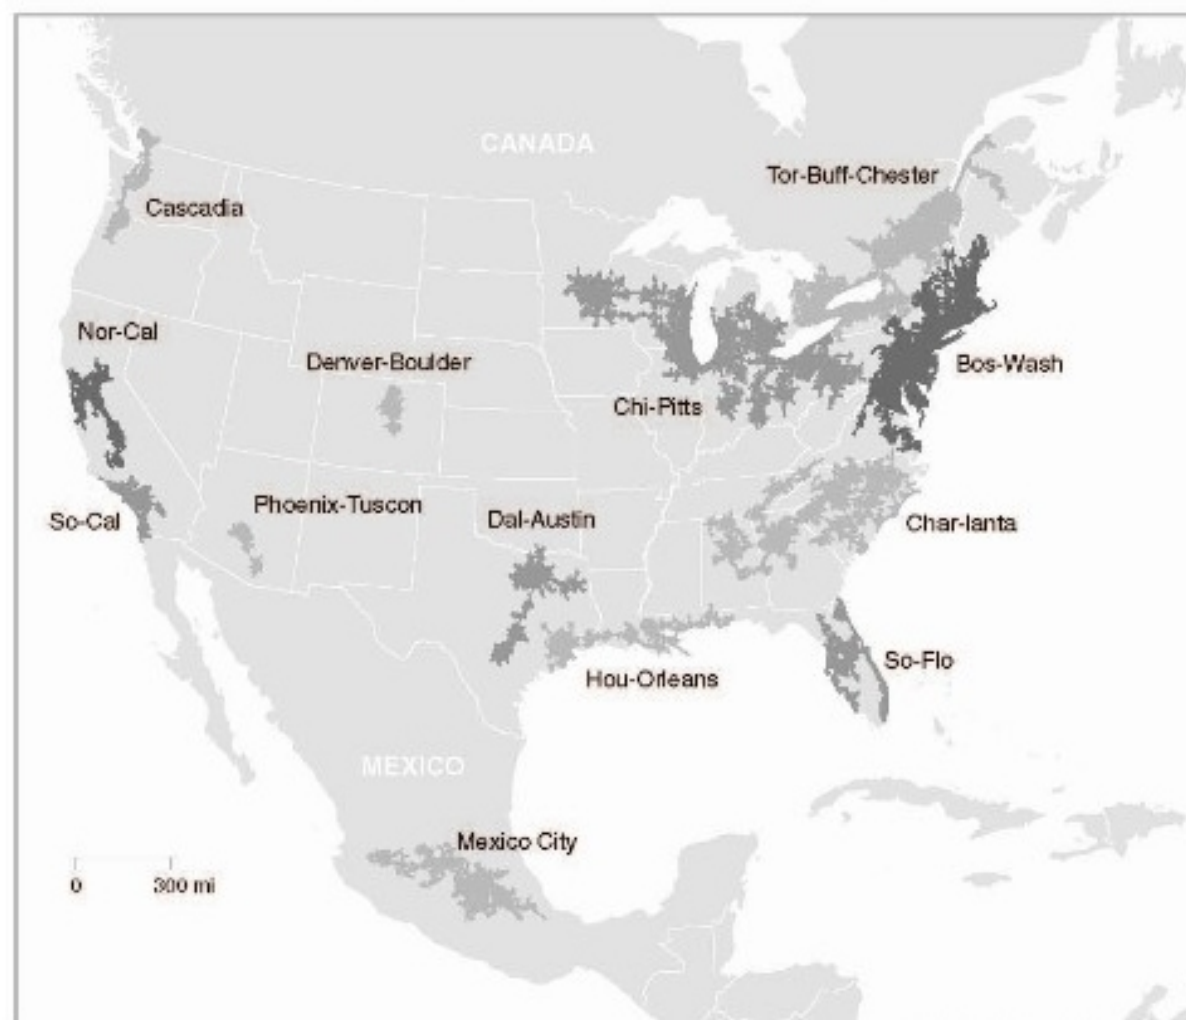 CANADA
Tor-Buff-Chester
Cascadia
Nor-Cal
Denver-Boulder
Bos-Wash
Chi-Pitts
Phoenix-Tuscon
So-Cal
Dal-Austin
Char-lanta
So-Flo
Hou-Orleans
MEXICO
Mexico City
0 300 mi